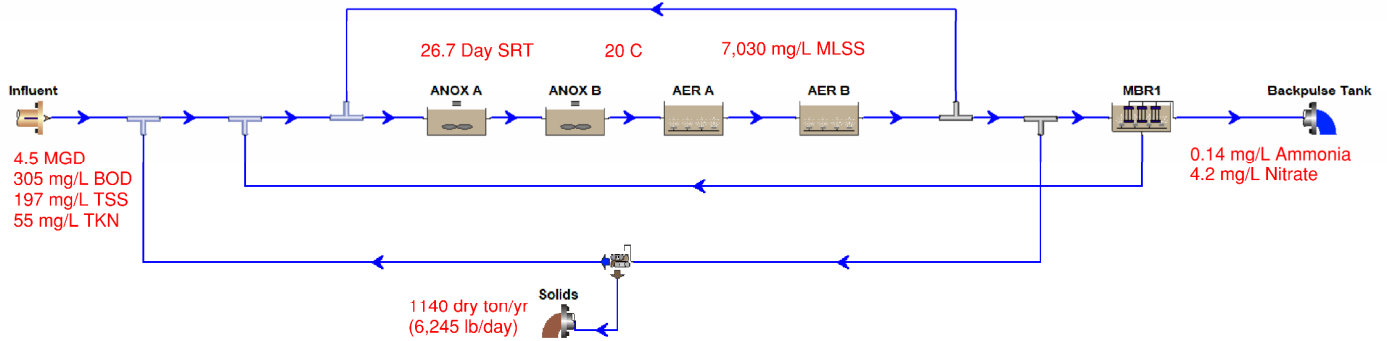 26.7 Day SRT
20 C
7,030 mg/L MLSS
Influent
ANOX A
ANOX B
AER A
AER B
MBR1
Backpulse Tank
4.5 MGD
305 mg/L BOD
197 mg/L TSS
55 mg/L TKN
0.14 mg/L Ammonia
4.2 mg/L Nitrate
Solids
1140 dry ton/yr
(6,245 lb/day)